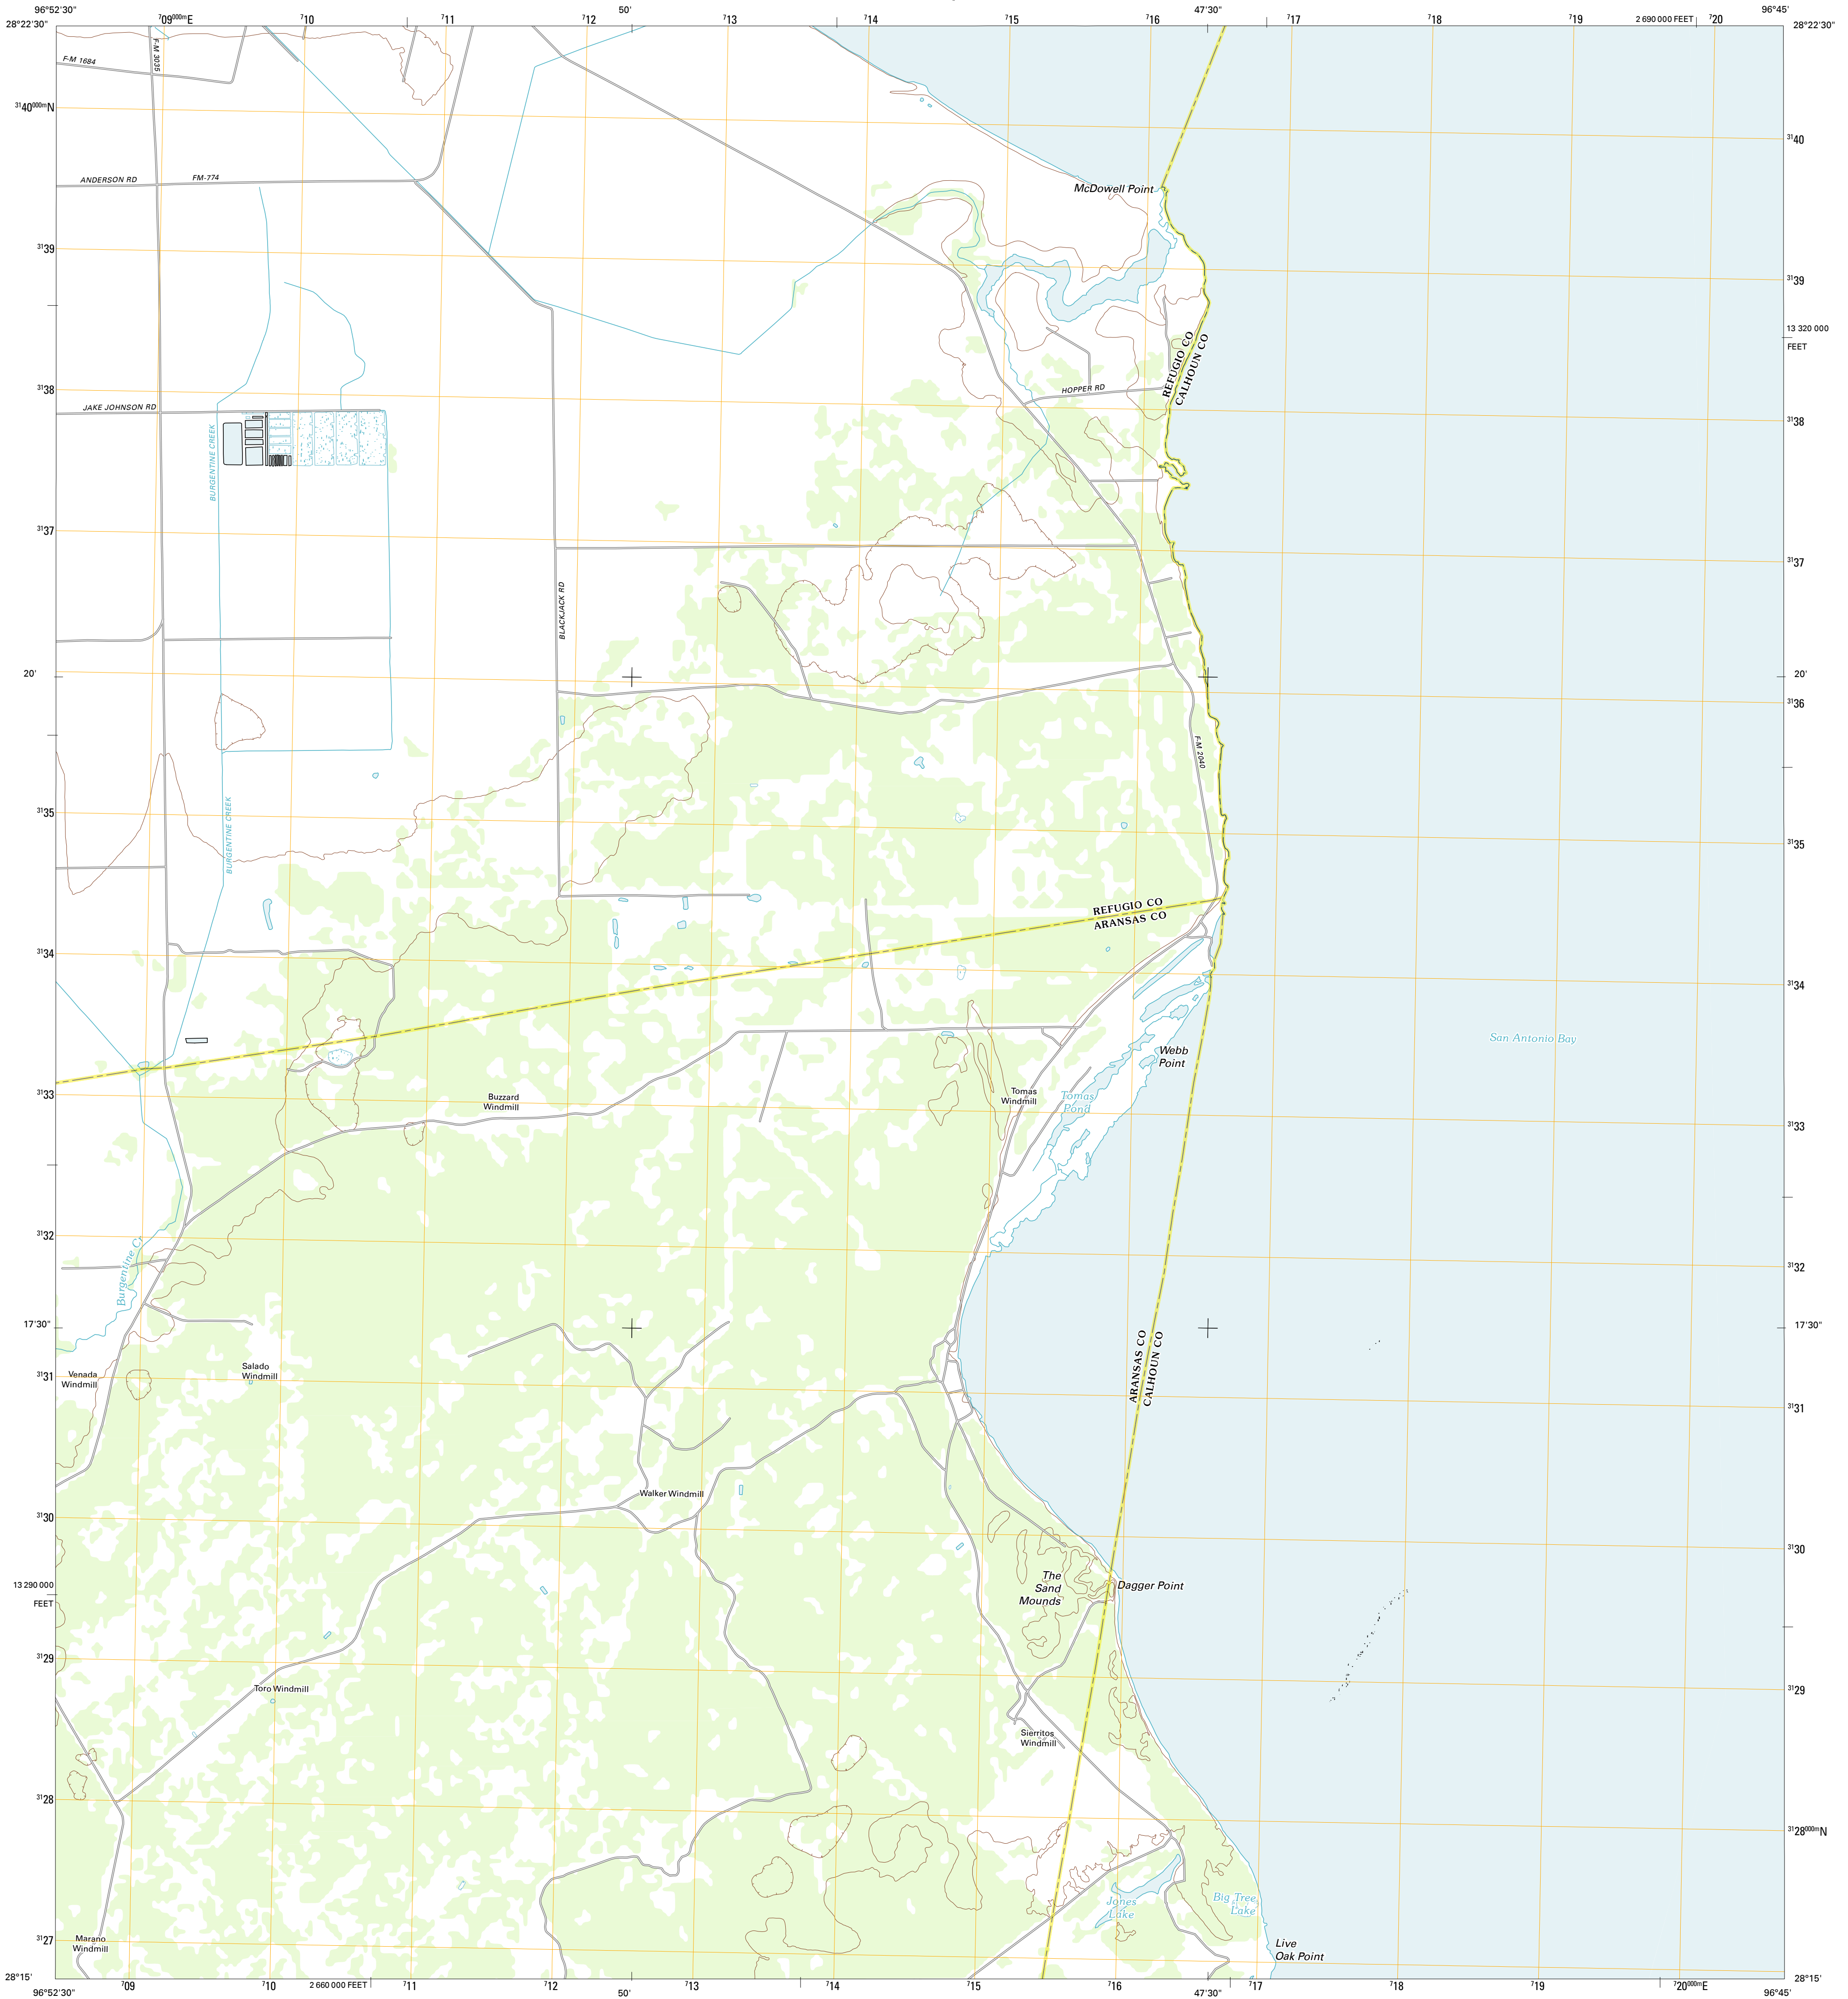 96°52'30"
⁷09⁰⁰⁰ᵐE
⁷10
⁷11
⁷12
50'
⁷13
⁷14
⁷15
⁷16
47'30"
⁷17
⁷18
⁷19
2 690 000 FEET
⁷20
96°45'
28°22'30"
28°22'30"
F-M 1684
F-M 3035
³¹40⁰⁰⁰ᵐN
³¹40
ANDERSON RD
FM-774
McDowell Point
³¹39
³¹39
13 320 000
FEET
REFUGIO CO
CALHOUN CO
³¹38
HOPPER RD
JAKE JOHNSON RD
³¹38
BURGENTINE CREEK
³¹37
³¹37
BLACKJACK RD
20'
20'
³¹36
F-M 2040
³¹35
BURGENTINE CREEK
³¹35
REFUGIO CO
ARANSAS CO
³¹34
³¹34
San Antonio Bay
Webb
Point
³¹33
Buzzard
Windmill
Tomas
Windmill
Tomas
Pond
³¹33
³¹32
Burgentine Cr
³¹32
17'30"
17'30"
ARANSAS CO
CALHOUN CO
Venada
Windmill
Salado
Windmill
³¹31
³¹31
Walker Windmill
³¹30
³¹30
The
Sand
Mounds
Dagger Point
13 290 000
FEET
³¹29
Toro Windmill
³¹29
Sierritos
Windmill
³¹28
³¹28⁰⁰⁰ᵐN
Jones
Lake
Big Tree
Lake
³¹27
Marano
Windmill
Live
Oak Point
28°15'
28°15'
⁷09
⁷10
2 660 000 FEET
⁷11
⁷12
⁷13
⁷14
⁷15
⁷16
⁷17
⁷18
⁷19
⁷20⁰⁰⁰ᵐE
96°52'30"
50'
47'30"
96°45'